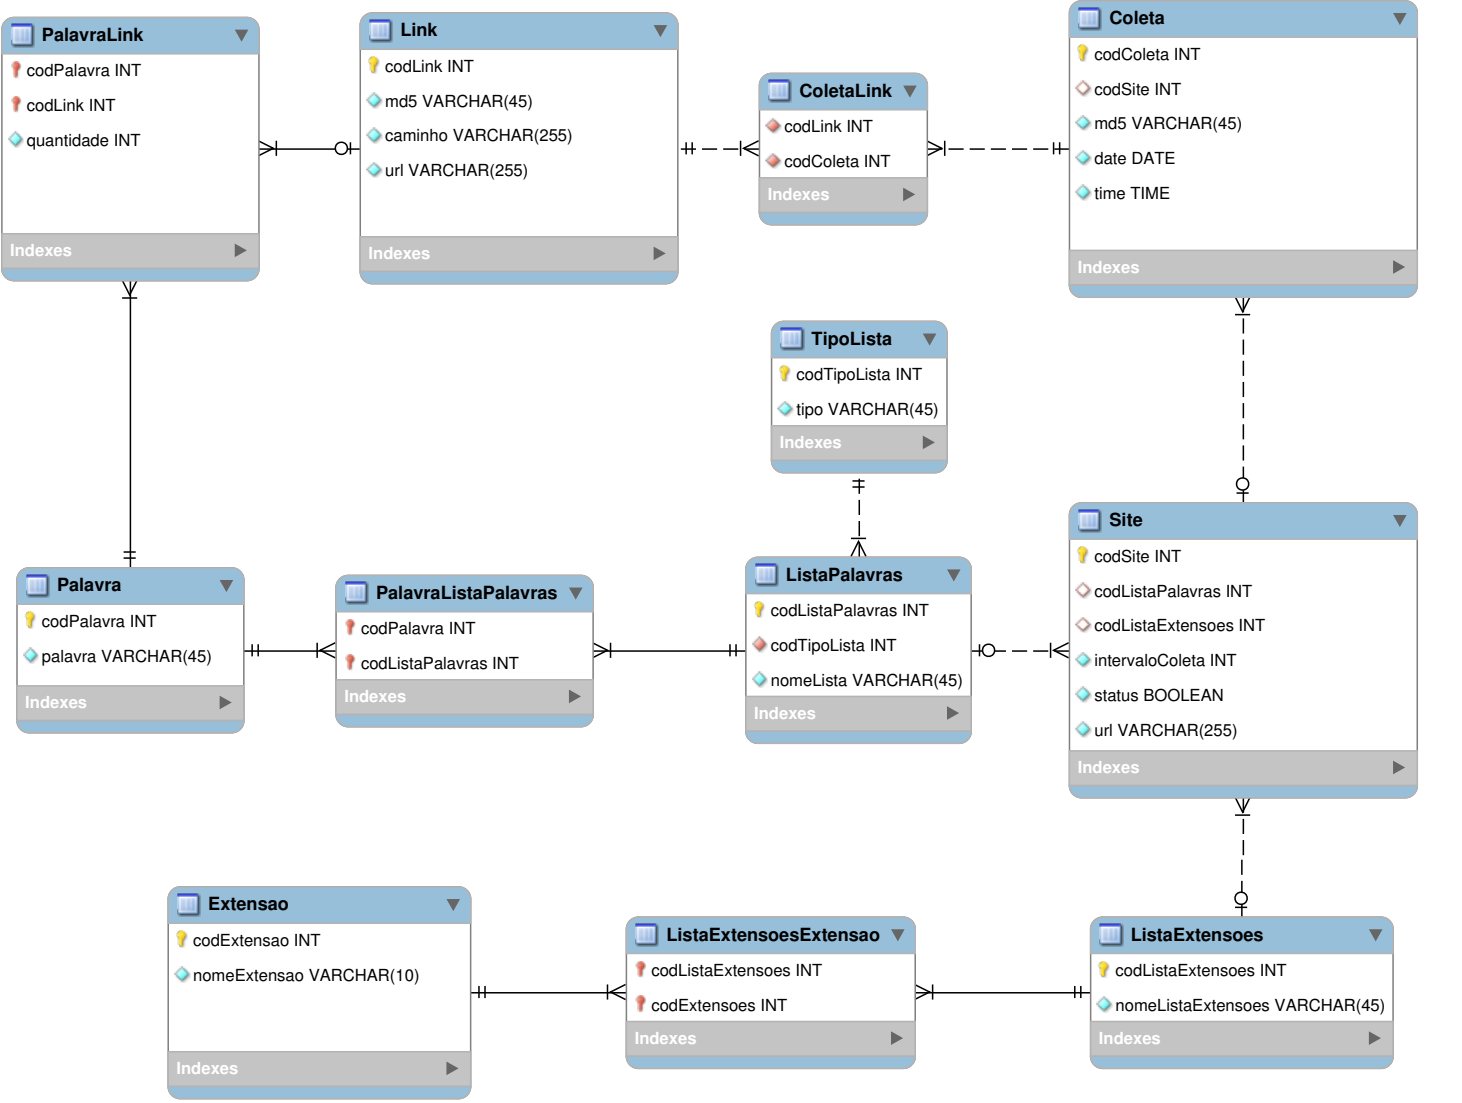 PalavraLink
codPalavra INT
codLink INT
quantidade INT
Indexes
Link
codLink INT
md5 VARCHAR(45)
caminho VARCHAR(255)
url VARCHAR(255)
Indexes
ColetaLink
codLink INT
codColeta INT
Indexes
Coleta
codColeta INT
codSite INT
md5 VARCHAR(45)
date DATE
time TIME
Indexes
TipoLista
codTipoLista INT
tipo VARCHAR(45)
Indexes
Palavra
codPalavra INT
palavra VARCHAR(45)
Indexes
PalavraListaPalavras
codPalavra INT
codListaPalavras INT
Indexes
ListaPalavras
codListaPalavras INT
codTipoLista INT
nomeLista VARCHAR(45)
Indexes
Site
codSite INT
codListaPalavras INT
codListaExtensoes INT
intervaloColeta INT
status BOOLEAN
url VARCHAR(255)
Indexes
Extensao
codExtensao INT
nomeExtensao VARCHAR(10)
Indexes
ListaExtensoesExtensao
codListaExtensoes INT
codExtensoes INT
Indexes
ListaExtensoes
codListaExtensoes INT
nomeListaExtensoes VARCHAR(45)
Indexes